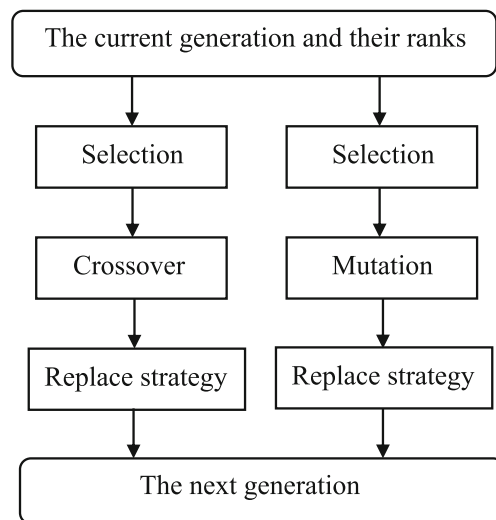 The current generation and their ranks
Selection
Selection
Crossover
Mutation
Replace strategy
Replace strategy
The next generation